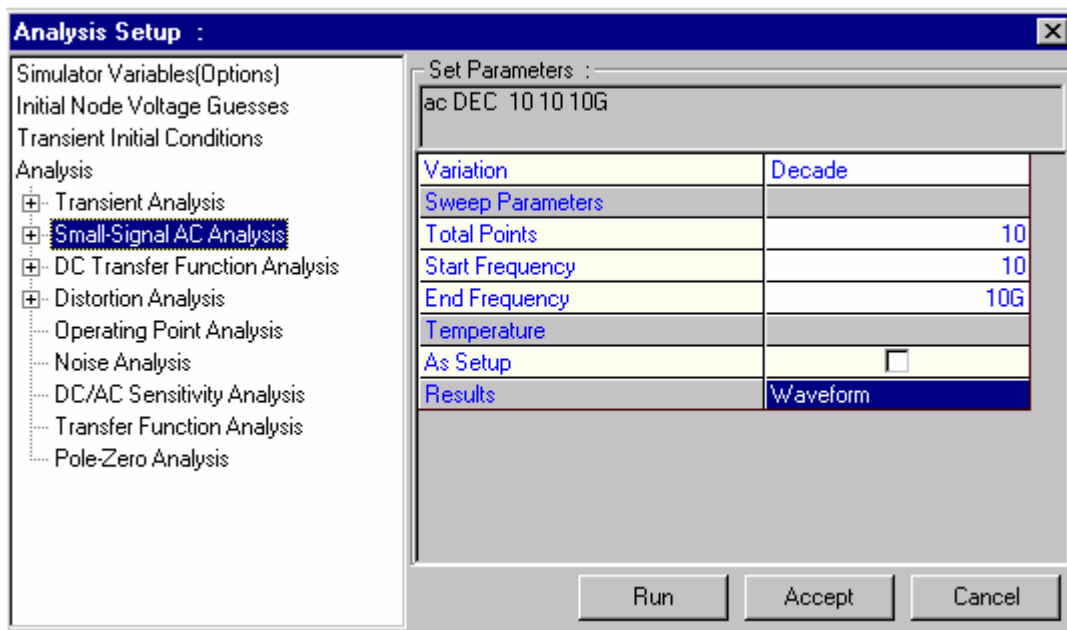 Analysis Setup :
Simulator Variables(Options)
Initial Node Voltage Guesses
Transient Initial Conditions
Analysis
Transient Analysis
Small-Signal AC Analysis
DC Transfer Function Analysis
Distortion Analysis
Operating Point Analysis
Noise Analysis
DC/AC Sensitivity Analysis
Transfer Function Analysis
Pole-Zero Analysis
Set Parameters :
ac DEC 10 10 10G
Variation Decade
Sweep Parameters
Total Points 10
Start Frequency 10
End Frequency 10G
Temperature
As Setup
Results Waveform
Run Accept Cancel